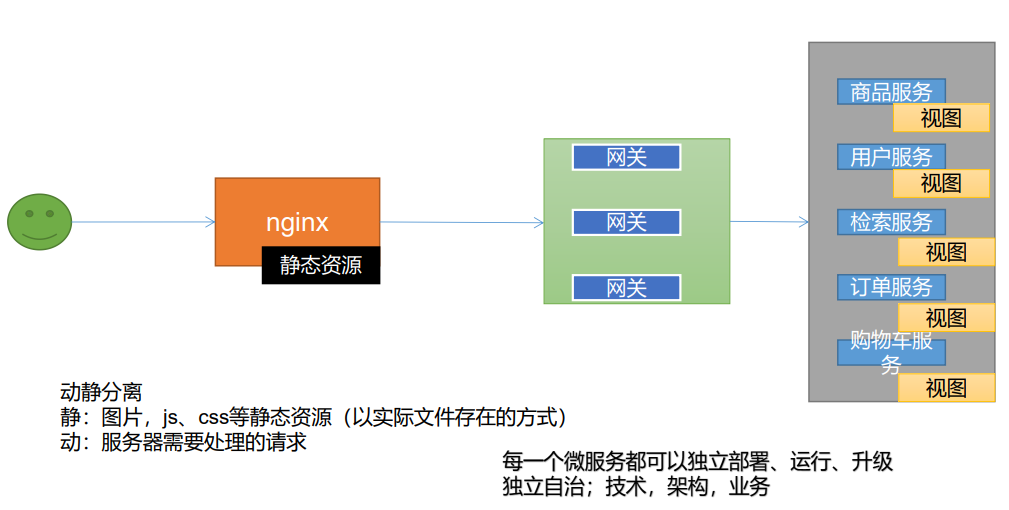 商品服务
视图
网关
用户服务
视图
nginx
静态资源
网关
检索服务
视图
网关
订单服务
视图
购物车服
务
视图
动静分离
静：图片，js、css等静态资源（以实际文件存在的方式）
动：服务器需要处理的请求
每一个微服务都可以独立部署、运行、升级
独立自治；技术，架构，业务